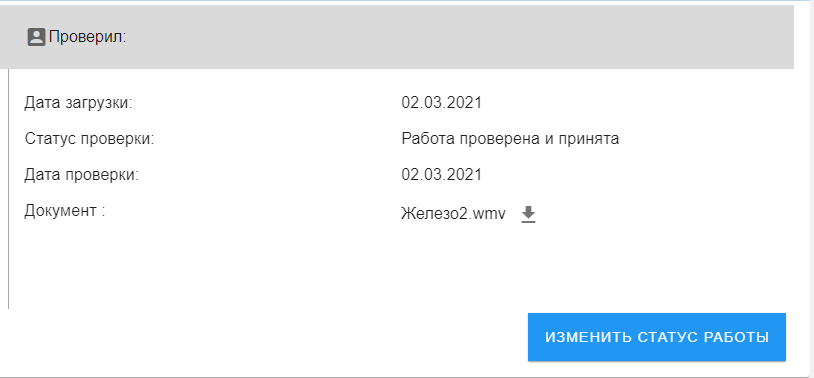 Проверил:
Дата загрузки: 02.03.2021
Статус проверки: Работа проверена и принята
Дата проверки: 02.03.2021
Документ : Железо2.wmv
ИЗМЕНИТЬ СТАТУС РАБОТЫ